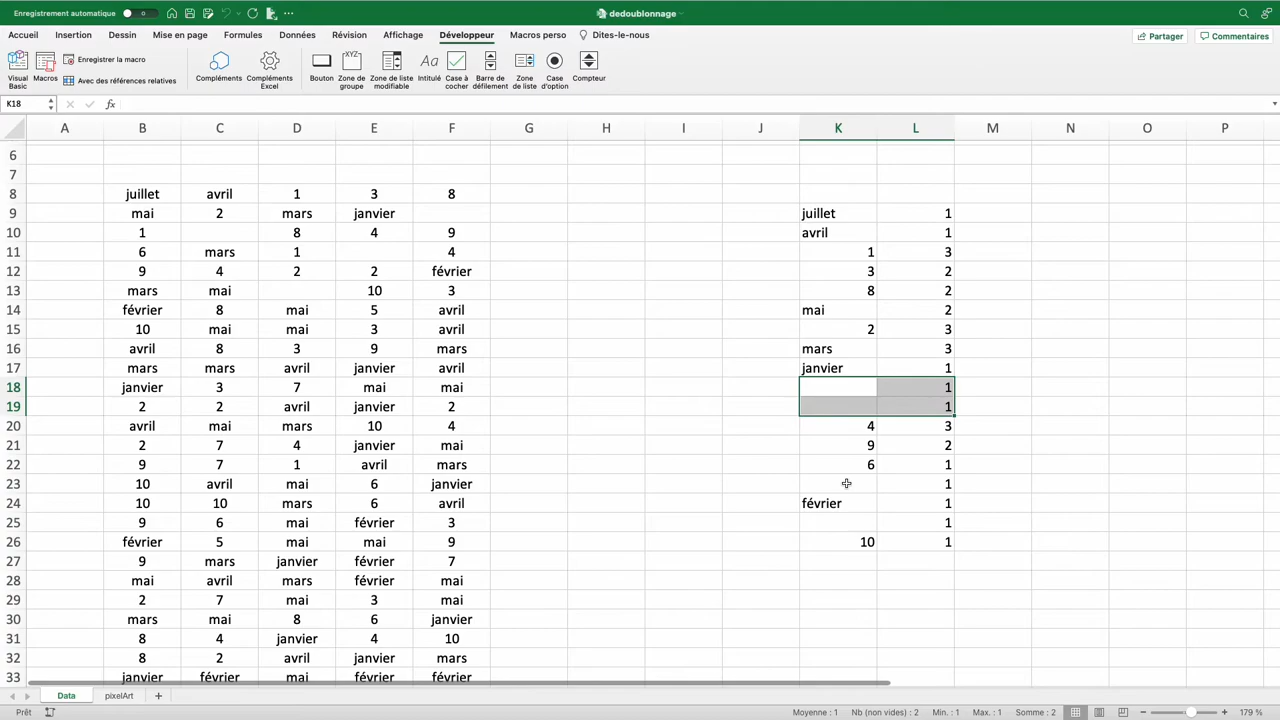 Enregistrement automatique
dedoublonnage
Accueil Insertion Dessin Mise en page Formules Données Révision Affichage Développeur Macros perso Dites-le-nous Partager Commentaires
Visual Basic Macros Enregistrer la macro Avec des références relatives Compléments Compléments Excel Bouton Zone de groupe Zone de liste modifiable Intitulé Case à cocher Barre de défilement Zone de liste Case d'option Compteur
K18 fx
A B C D E F G H I J K L M N O P
6
7
8 juillet avril 1 3 8
9 mai 2 mars janvier juillet 1
10 1 8 4 9 avril 1
11 6 mars 1 4 1 3
12 9 4 2 2 février 3 2
13 mars mai 10 3 8 2
14 février 8 mai 5 avril mai 2
15 10 mai mai 3 avril 2 3
16 avril 8 3 9 mars mars 3
17 mars mars avril janvier avril janvier 1
18 janvier 3 7 mai mai 1
19 2 2 avril janvier 2 1
20 avril mai mars 10 4 4 3
21 2 7 4 janvier mai 9 2
22 9 7 1 avril mars 6 1
23 10 avril mai 6 janvier 1
24 10 10 mars 6 avril février 1
25 9 6 mai février 3 1
26 février 5 mai mai 9 10 1
27 9 mars janvier février 7
28 mai avril mars février mai
29 2 7 mai 3 mai
30 mars mai 8 6 janvier
31 8 4 janvier 4 10
32 8 2 avril janvier mars
33 janvier février mai février février
Data pixelArt
Prêt Moyenne : 1 Nb (non vides) : 2 Min. : 1 Max. : 1 Somme : 2 179 %